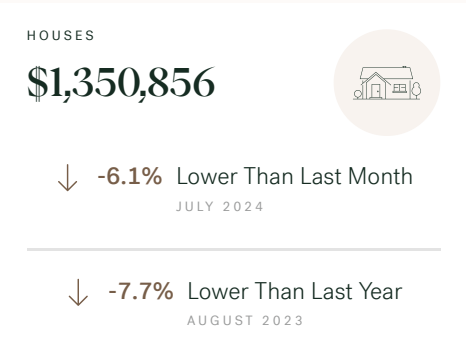 HOUSES
$1,350,856
-6.1% Lower Than Last Month
JULY 2024
-7.7% Lower Than Last Year
AUGUST 2023